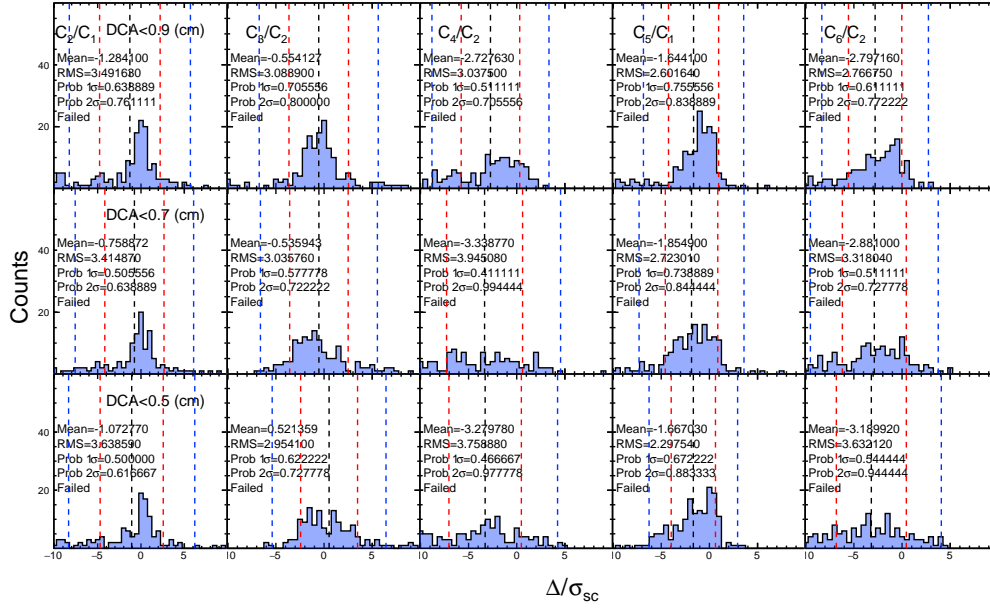 C₂/C₁ DCA<0.9 (cm)
Mean=-1.284100
RMS=3.491680
Prob 1σ=0.638889
Prob 2σ=0.761111
Failed
C₃/C₂
Mean=-0.554127
RMS=3.088900
Prob 1σ=0.705556
Prob 2σ=0.800000
Failed
C₄/C₂
Mean=-2.727630
RMS=3.037500
Prob 1σ=0.511111
Prob 2σ=0.705556
Failed
C₅/C₁
Mean=-1.644100
RMS=2.601640
Prob 1σ=0.755556
Prob 2σ=0.838889
Failed
C₆/C₂
Mean=-2.797160
RMS=2.766750
Prob 1σ=0.611111
Prob 2σ=0.772222
Failed
60
40
20
DCA<0.7 (cm)
Mean=-0.758872
RMS=3.414870
Prob 1σ=0.505556
Prob 2σ=0.638889
Failed
Mean=-0.535943
RMS=3.035760
Prob 1σ=0.577778
Prob 2σ=0.722222
Failed
Mean=-3.338770
RMS=3.945080
Prob 1σ=0.411111
Prob 2σ=0.994444
Failed
Mean=-1.854900
RMS=2.723010
Prob 1σ=0.738889
Prob 2σ=0.844444
Failed
Mean=-2.881000
RMS=3.318040
Prob 1σ=0.511111
Prob 2σ=0.727778
Failed
40
20
Counts
DCA<0.5 (cm)
Mean=-1.072770
RMS=3.638590
Prob 1σ=0.500000
Prob 2σ=0.616667
Failed
Mean=0.521359
RMS=2.954100
Prob 1σ=0.622222
Prob 2σ=0.727778
Failed
Mean=-3.279780
RMS=3.758880
Prob 1σ=0.466667
Prob 2σ=0.977778
Failed
Mean=-1.667030
RMS=2.297540
Prob 1σ=0.672222
Prob 2σ=0.883333
Failed
Mean=-3.189920
RMS=3.632120
Prob 1σ=0.544444
Prob 2σ=0.944444
Failed
40
20
-10 -5 0 5 -10 -5 0 5 -10 -5 0 5 -10 -5 0 5 -10 -5 0 5
Δ/σsc